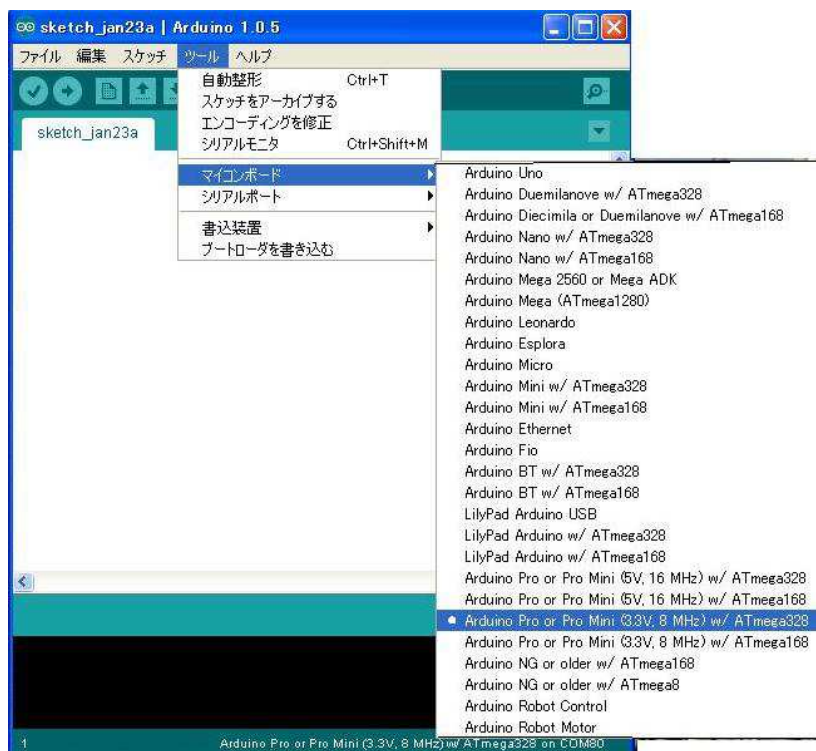 sketch_jan23a | Arduino 1.0.5
ファイル 編集 スケッチ ツール ヘルプ
sketch_jan23a
自動整形 Ctrl+T
スケッチをアーカイブする
エンコーディングを修正
シリアルモニタ Ctrl+Shift+M
マイコンボード
シリアルポート
書込装置
ブートローダを書き込む
Arduino Uno
Arduino Duemilanove w/ ATmega328
Arduino Diecimila or Duemilanove w/ ATmega168
Arduino Nano w/ ATmega328
Arduino Nano w/ ATmega168
Arduino Mega 2560 or Mega ADK
Arduino Mega (ATmega1280)
Arduino Leonardo
Arduino Esplora
Arduino Micro
Arduino Mini w/ ATmega328
Arduino Mini w/ ATmega168
Arduino Ethernet
Arduino Fio
Arduino BT w/ ATmega328
Arduino BT w/ ATmega168
LilyPad Arduino USB
LilyPad Arduino w/ ATmega328
LilyPad Arduino w/ ATmega168
Arduino Pro or Pro Mini (5V, 16 MHz) w/ ATmega328
Arduino Pro or Pro Mini (5V, 16 MHz) w/ ATmega168
Arduino Pro or Pro Mini (3.3V, 8 MHz) w/ ATmega328
Arduino Pro or Pro Mini (3.3V, 8 MHz) w/ ATmega168
Arduino NG or older w/ ATmega168
Arduino NG or older w/ ATmega8
Arduino Robot Control
Arduino Robot Motor
1 Arduino Pro or Pro Mini (3.3V, 8 MHz) w/ ATmega328 on COM80